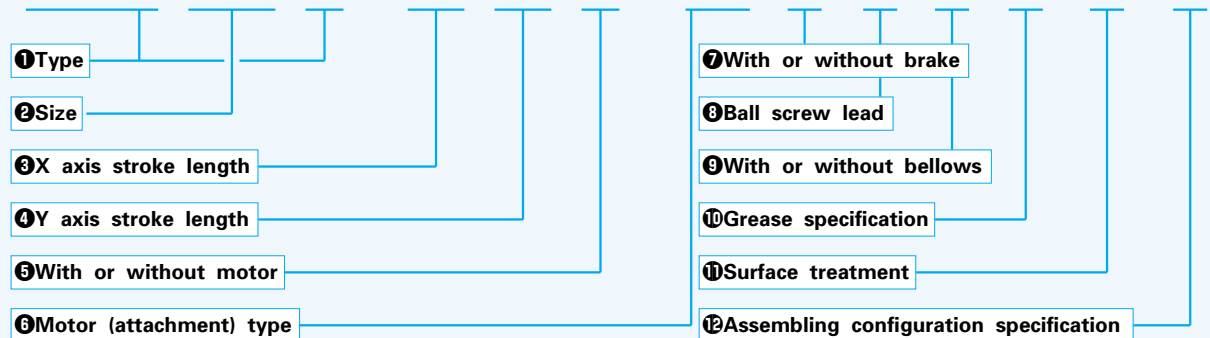 ❶Type
❷Size
❸X axis stroke length
❹Y axis stroke length
❺With or without motor
❻Motor (attachment) type
❼With or without brake
❽Ball screw lead
❾With or without bellows
❿Grease specification
⓫Surface treatment
⓬Assembling configuration specification